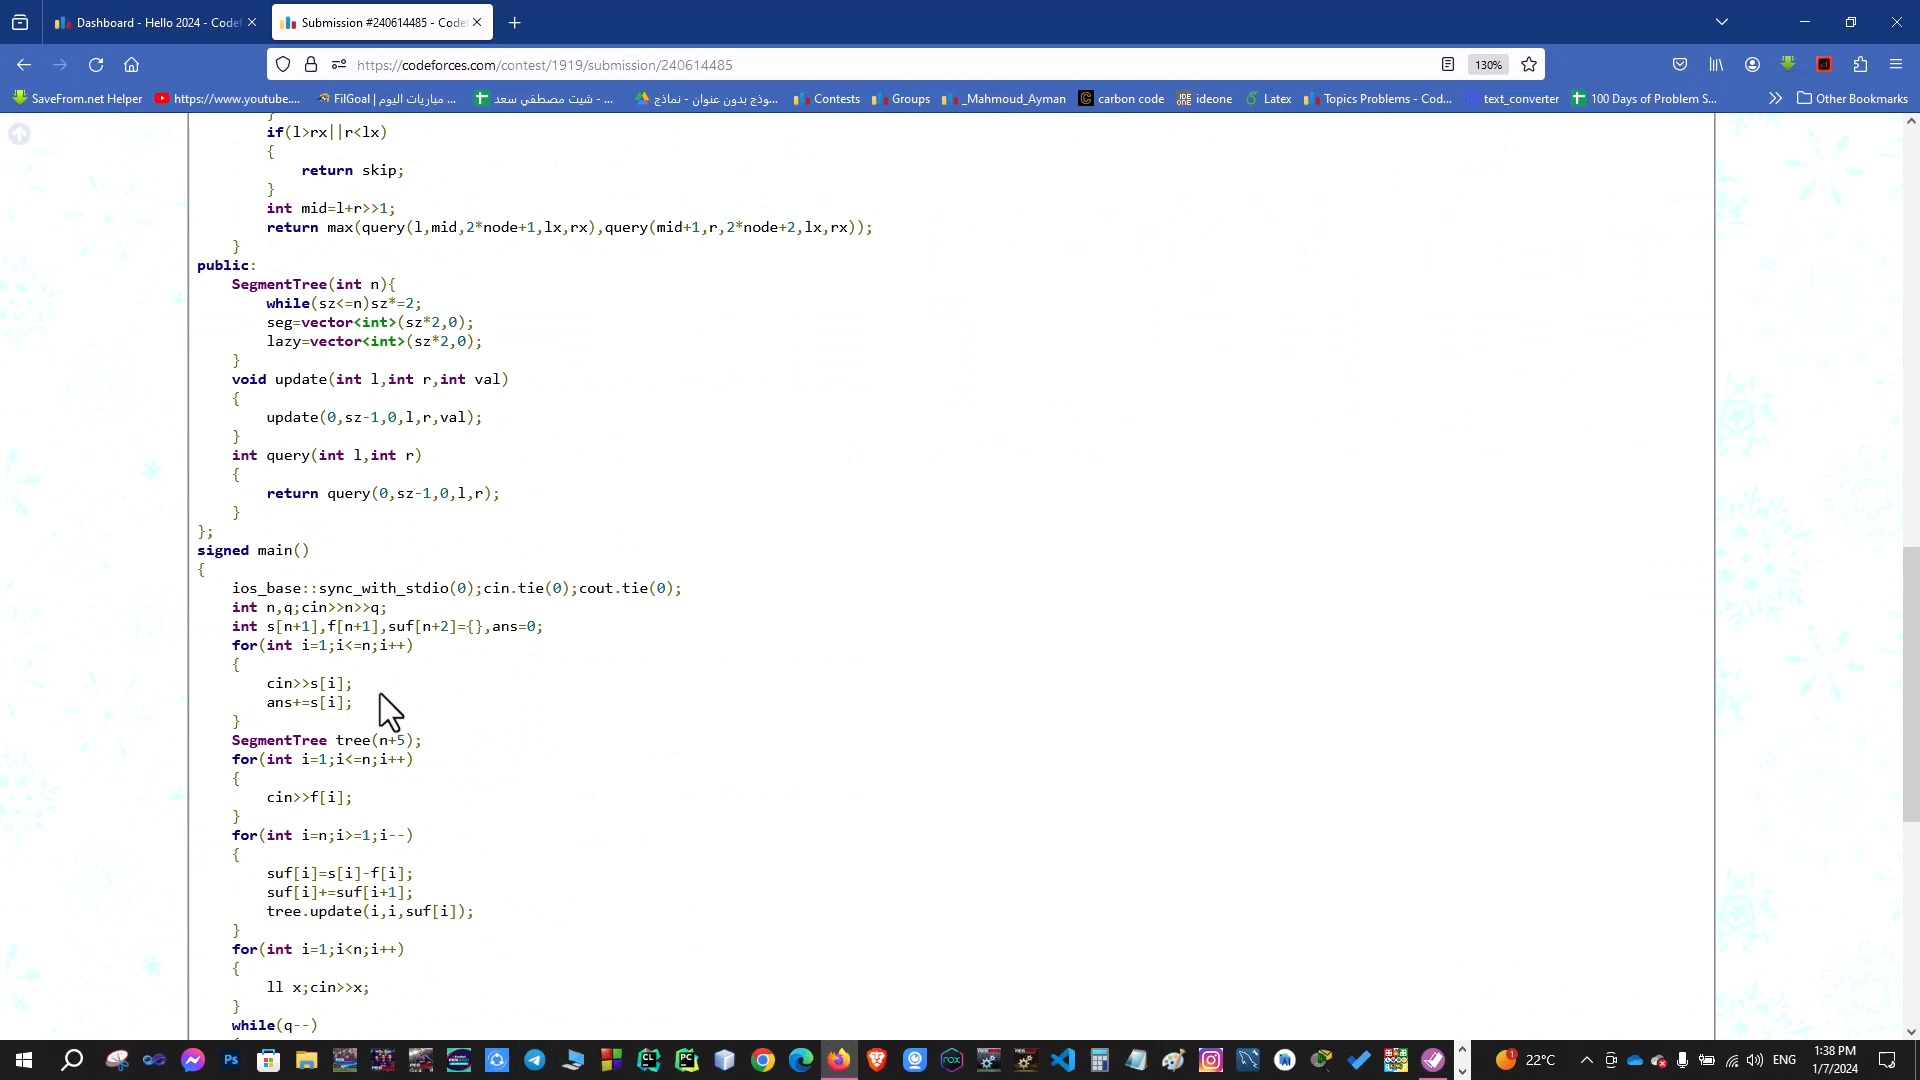 Dashboard - Hello 2024 - Codef
Submission #240614485 - Code
https://codeforces.com/contest/1919/submission/240614485
130%
SaveFrom.net Helper
https://www.youtube....
FilGoal | مباريات اليوم ...
شيت مصطفي سعد - ...
نموذج بدون عنوان - نماذج...
Contests
Groups
_Mahmoud_Ayman
carbon code
ideone
Latex
Topics Problems - Cod...
text_converter
100 Days of Problem S...
Other Bookmarks
}
if(l>rx||r<lx)
{
return skip;
}
int mid=l+r>>1;
return max(query(l,mid,2*node+1,lx,rx),query(mid+1,r,2*node+2,lx,rx));
}
public:
SegmentTree(int n){
while(sz<=n)sz*=2;
seg=vector<int>(sz*2,0);
lazy=vector<int>(sz*2,0);
}
void update(int l,int r,int val)
{
update(0,sz-1,0,l,r,val);
}
int query(int l,int r)
{
return query(0,sz-1,0,l,r);
}
};
signed main()
{
ios_base::sync_with_stdio(0);cin.tie(0);cout.tie(0);
int n,q;cin>>n>>q;
int s[n+1],f[n+1],suf[n+2]={},ans=0;
for(int i=1;i<=n;i++)
{
cin>>s[i];
ans+=s[i];
}
SegmentTree tree(n+5);
for(int i=1;i<=n;i++)
{
cin>>f[i];
}
for(int i=n;i>=1;i--)
{
suf[i]=s[i]-f[i];
suf[i]+=suf[i+1];
tree.update(i,i,suf[i]);
}
for(int i=1;i<n;i++)
{
ll x;cin>>x;
}
while(q--)
22°C
ENG
1:38 PM
1/7/2024